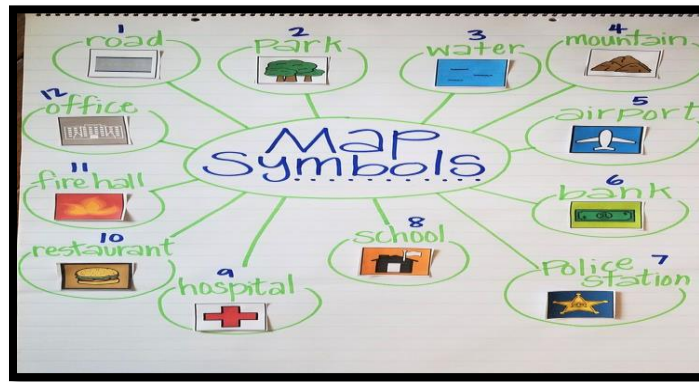 1
road
2
Park
3
water
4
mountain
5
airport
6
bank
7
Police
station
8
school
9
hospital
10
restaurant
11
fire hall
12
office
Map
Symbols